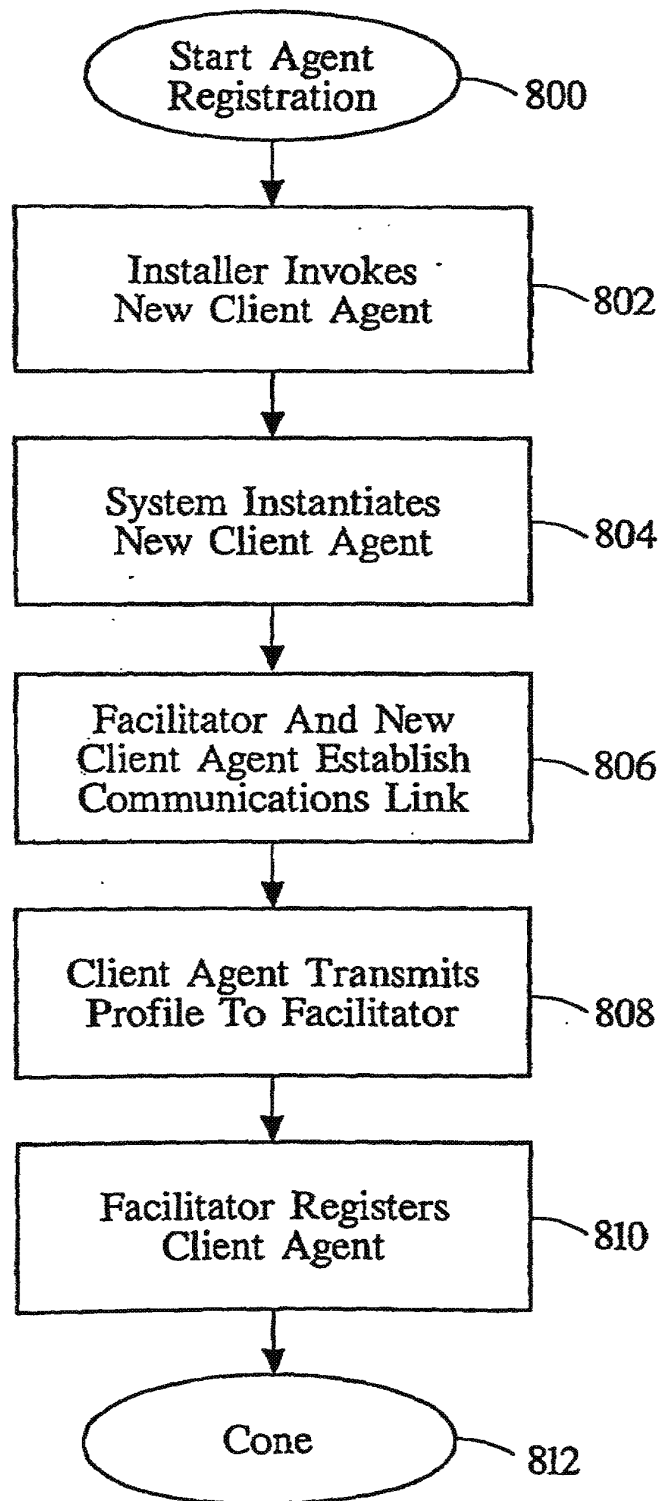 Start Agent
Registration
800
Installer Invokes
New Client Agent
802
System Instantiates
New Client Agent
804
Facilitator And New
Client Agent Establish
Communications Link
806
Client Agent Transmits
Profile To Facilitator
808
Facilitator Registers
Client Agent
810
Cone
812